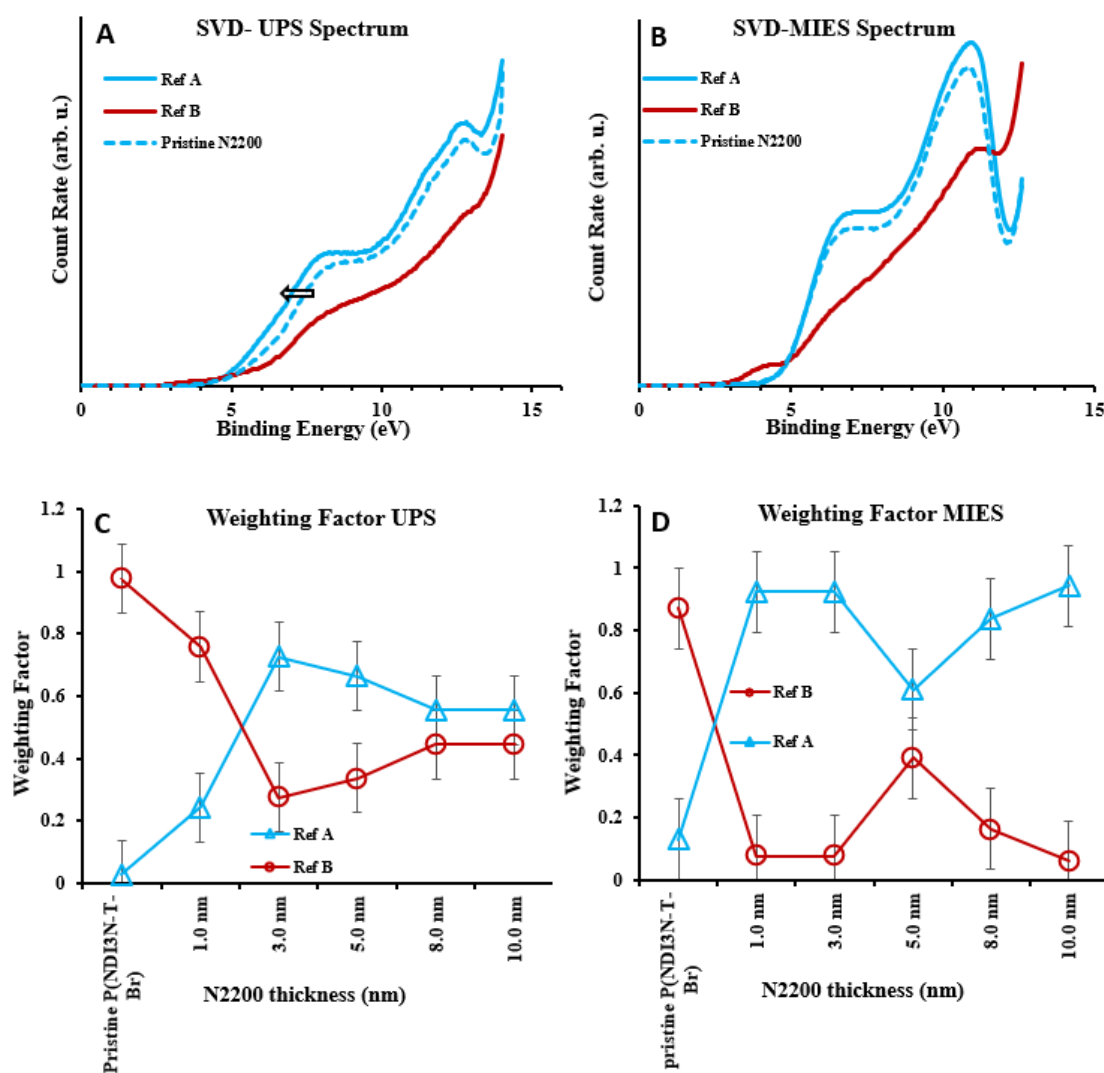 A
SVD- UPS Spectrum
Ref A
Ref B
Pristine N2200
Count Rate (arb. u.)
0
5
10
15
Binding Energy (eV)
B
SVD-MIES Spectrum
Ref A
Ref B
Pristine N2200
Count Rate (arb. u.)
0
5
10
15
Binding Energy (eV)
C
Weighting Factor UPS
1.2
1
0.8
0.6
0.4
0.2
0
Weighting Factor
Ref A
Ref B
Pristine P(NDI3N-T-
Br)
1.0 nm
3.0 nm
5.0 nm
8.0 nm
10.0 nm
N2200 thickness (nm)
D
Weighting Factor MIES
1.2
1
0.8
0.6
0.4
0.2
0
Weighting Factor
Ref B
Ref A
pristine P(NDI3N-T-
Br)
1.0 nm
3.0 nm
5.0 nm
8.0 nm
10.0 nm
N2200 thickness (nm)